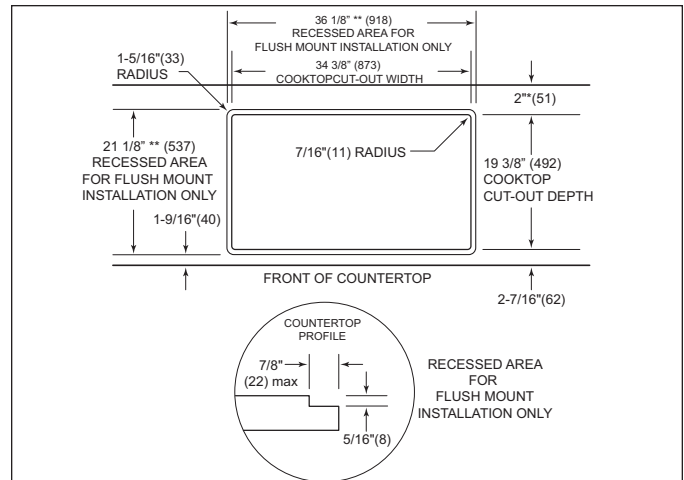 36 1/8" ** (918)
RECESSED AREA FOR
FLUSH MOUNT INSTALLATION ONLY
34 3/8" (873)
COOKTOPCUT-OUT WIDTH
1-5/16"(33)
RADIUS
2"*(51)
21 1/8" ** (537)
RECESSED AREA
FOR FLUSH MOUNT
INSTALLATION ONLY
7/16"(11) RADIUS
19 3/8" (492)
COOKTOP
CUT-OUT DEPTH
1-9/16"(40)
FRONT OF COUNTERTOP
2-7/16"(62)
COUNTERTOP
PROFILE
7/8"
(22) max
RECESSED AREA
FOR
FLUSH MOUNT
INSTALLATION ONLY
5/16"(8)